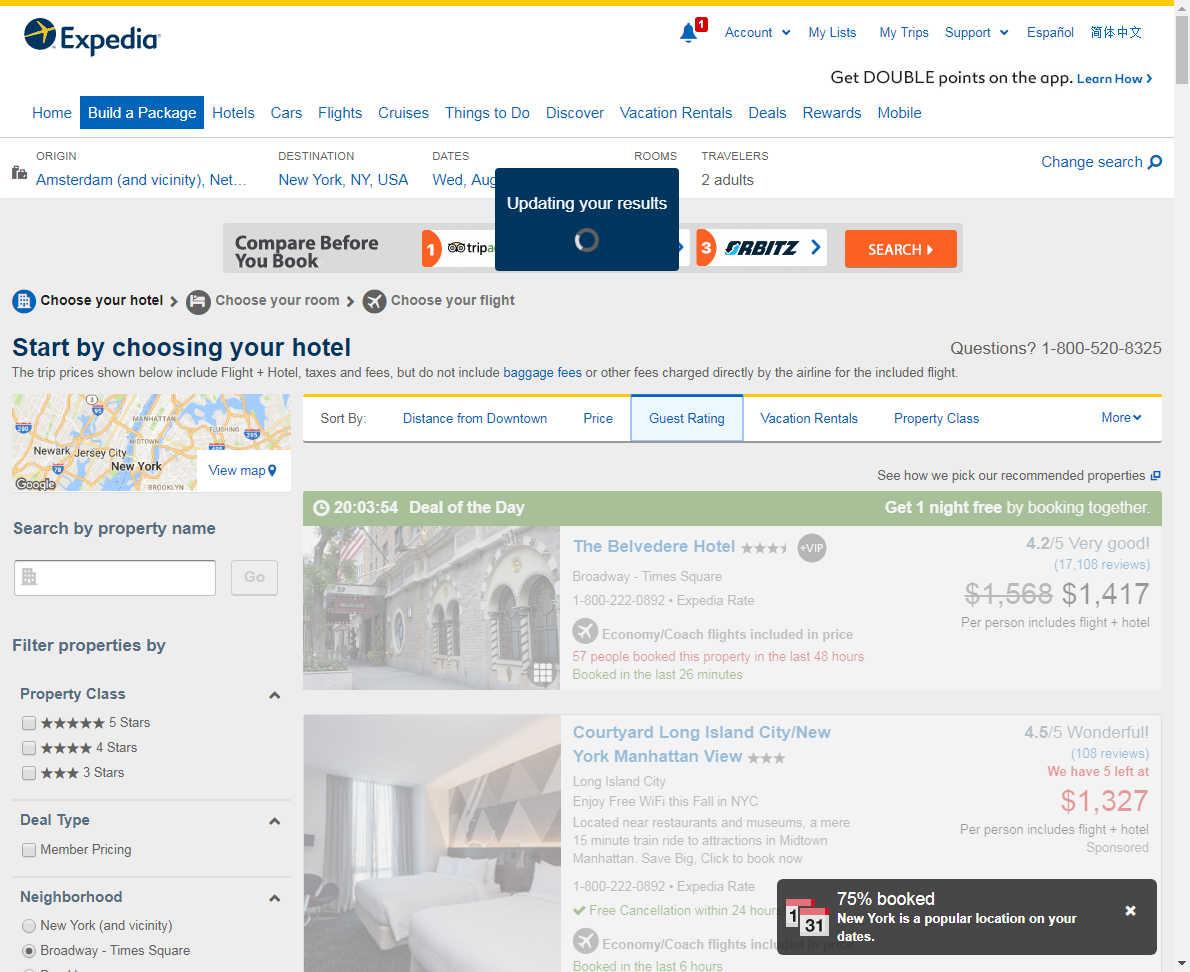 Expedia
1
Account
My Lists
My Trips
Support
Español
简体中文
Get DOUBLE points on the app. Learn How
Home
Build a Package
Hotels
Cars
Flights
Cruises
Things to Do
Discover
Vacation Rentals
Deals
Rewards
Mobile
ORIGIN
Amsterdam (and vicinity), Net...
DESTINATION
New York, NY, USA
DATES
Wed, Aug
ROOMS
TRAVELERS
2 adults
Change search
Updating your results
Compare Before
You Book
1
3
ORBITZ
SEARCH
Choose your hotel
Choose your room
Choose your flight
Start by choosing your hotel
Questions? 1-800-520-8325
The trip prices shown below include Flight + Hotel, taxes and fees, but do not include baggage fees or other fees charged directly by the airline for the included flight.
3
95
MANHATTAN
280
FLUSHING
MIDTOWN
295
495
Newark
Jersey City
78
New York
BROOKLYN
Google
View map
Sort By:
Distance from Downtown
Price
Guest Rating
Vacation Rentals
Property Class
More
See how we pick our recommended properties
20:03:54 Deal of the Day
Get 1 night free by booking together.
The Belvedere Hotel
+VIP
Broadway - Times Square
1-800-222-0892 • Expedia Rate
Economy/Coach flights included in price
57 people booked this property in the last 48 hours
Booked in the last 26 minutes
4.2/5 Very good!
(17,108 reviews)
$1,568 $1,417
Per person includes flight + hotel
Search by property name
Go
Filter properties by
Property Class
5 Stars
4 Stars
3 Stars
Deal Type
Member Pricing
Neighborhood
New York (and vicinity)
Broadway - Times Square
Courtyard Long Island City/New
York Manhattan View
Long Island City
Enjoy Free WiFi this Fall in NYC
Located near restaurants and museums, a mere
15 minute train ride to attractions in Midtown
Manhattan. Save Big, Click to book now
1-800-222-0892 • Expedia Rate
Free Cancellation within 24 hours
Economy/Coach flights included in price
Booked in the last 6 hours
4.5/5 Wonderful!
(108 reviews)
We have 5 left at
$1,327
Per person includes flight + hotel
Sponsored
1
31
75% booked
New York is a popular location on your
dates.